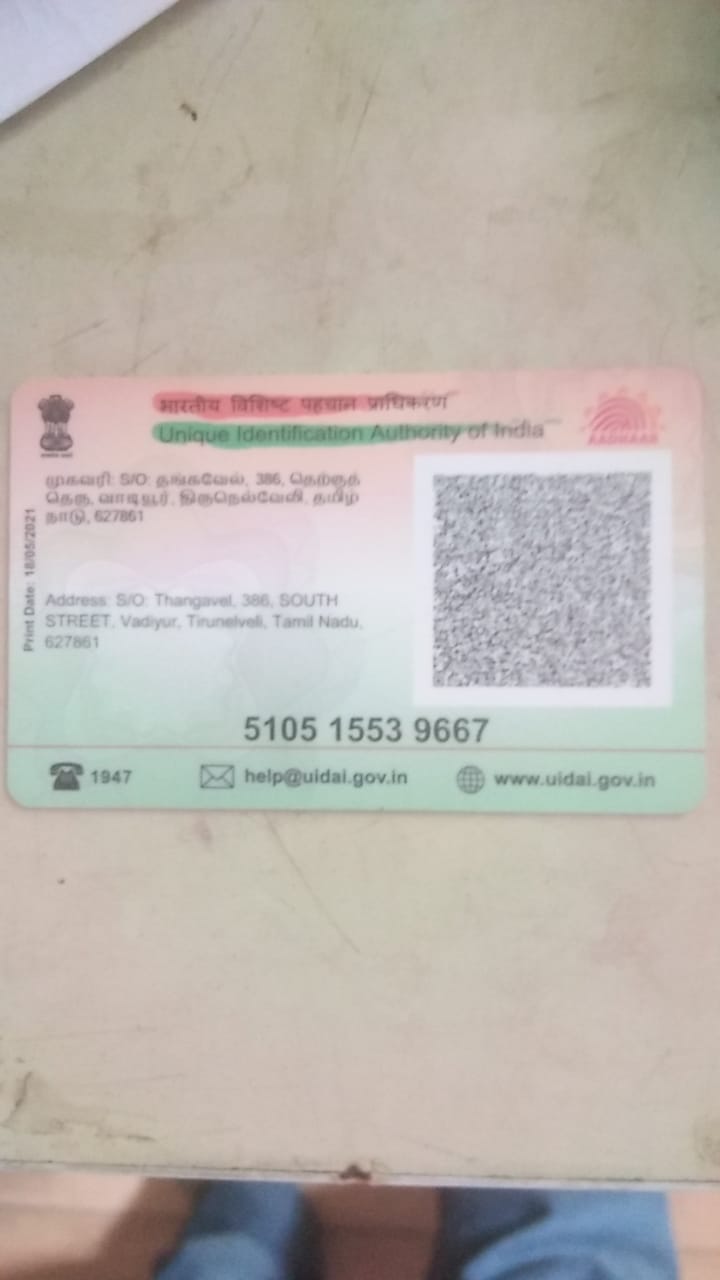 भारतीय विशिष्ट पहचान प्राधिकरण
Unique Identification Authority of India
AADHAAR
முகவரி: S/O: தங்கவேல், 386, தெற்குத்
தெரு, வாடியூர், திருநெல்வேலி, தமிழ்
நாடு, 627861
Print Date: 18/05/2021
Address: S/O: Thangavel, 386, SOUTH
STREET, Vadiyur, Tirunelveli, Tamil Nadu,
627861
5105 1553 9667
1947
help@uidai.gov.in
www.uidai.gov.in